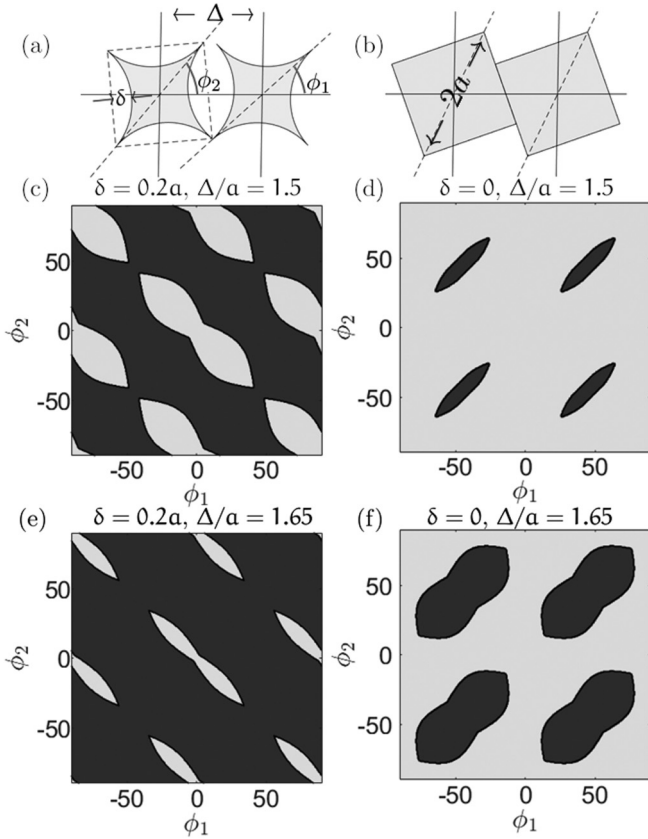 (a)
Δ
(b)
δ
ϕ2
ϕ1
2a
(c)
δ = 0.2a, Δ/a = 1.5
(d)
δ = 0, Δ/a = 1.5
50
0
-50
ϕ2
-50 0 50
ϕ1
50
0
-50
ϕ2
-50 0 50
ϕ1
(e)
δ = 0.2a, Δ/a = 1.65
(f)
δ = 0, Δ/a = 1.65
50
0
-50
ϕ2
-50 0 50
ϕ1
50
0
-50
ϕ2
-50 0 50
ϕ1